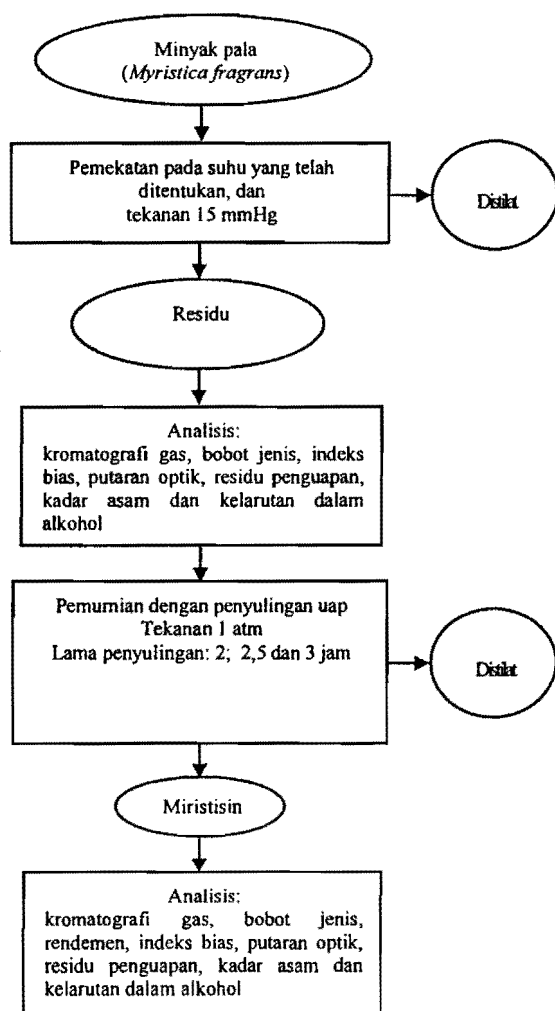 Minyak pala
(Myristica fragrans)
Pemekatan pada suhu yang telah
ditentukan, dan
tekanan 15 mmHg
Distilat
Residu
Analisis:
kromatografi gas, bobot jenis, indeks
bias, putaran optik, residu penguapan,
kadar asam dan kelarutan dalam
alkohol
Pemurnian dengan penyulingan uap
Tekanan 1 atm
Lama penyulingan: 2; 2,5 dan 3 jam
Distilat
Miristisin
Analisis:
kromatografi gas, bobot jenis,
rendemen, indeks bias, putaran optik,
residu penguapan, kadar asam dan
kelarutan dalam alkohol